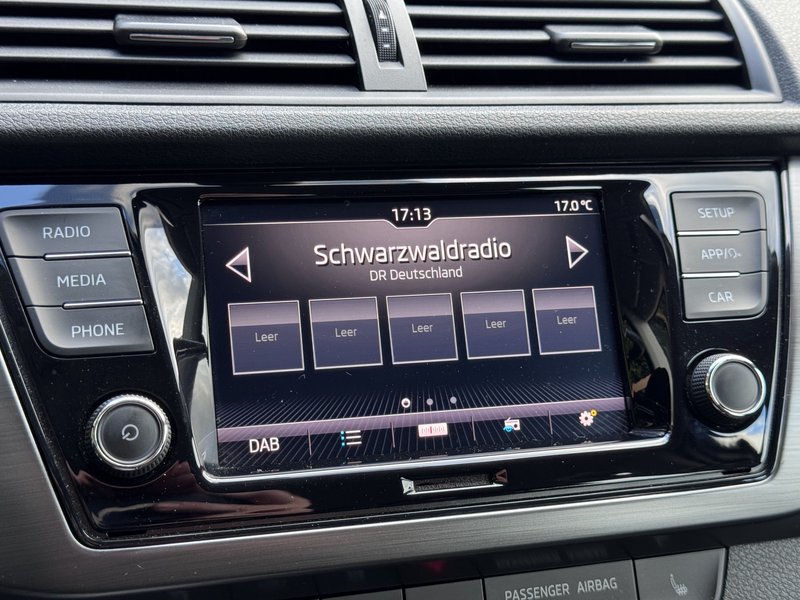 17:13
17.0 °C
Schwarzwaldradio
DR Deutschland
Leer
Leer
Leer
Leer
Leer
DAB
RADIO
MEDIA
PHONE
SETUP
APP/
CAR
PASSENGER AIRBAG